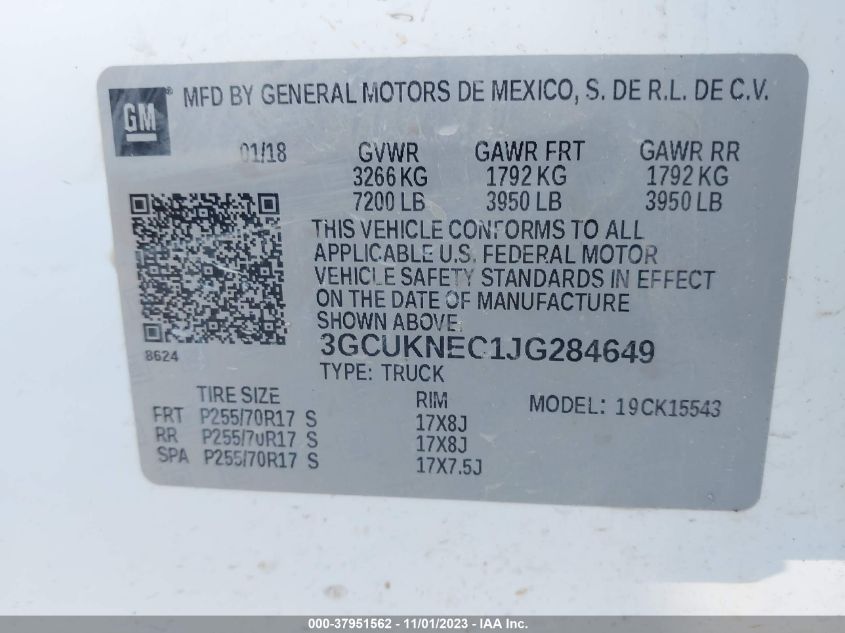 GM ® MFD BY GENERAL MOTORS DE MEXICO, S. DE R.L. DE C.V.
01/18 GVWR GAWR FRT GAWR RR
3266 KG 1792 KG 1792 KG
7200 LB 3950 LB 3950 LB
THIS VEHICLE CONFORMS TO ALL
APPLICABLE U.S. FEDERAL MOTOR
VEHICLE SAFETY STANDARDS IN EFFECT
ON THE DATE OF MANUFACTURE
SHOWN ABOVE.
8624
3GCUKNEC1JG284649
TYPE: TRUCK
TIRE SIZE RIM MODEL: 19CK15543
FRT P255/70R17 S 17X8J
RR P255/70R17 S 17X8J
SPA P255/70R17 S 17X7.5J
000-37951562 - 11/01/2023 - IAA Inc.